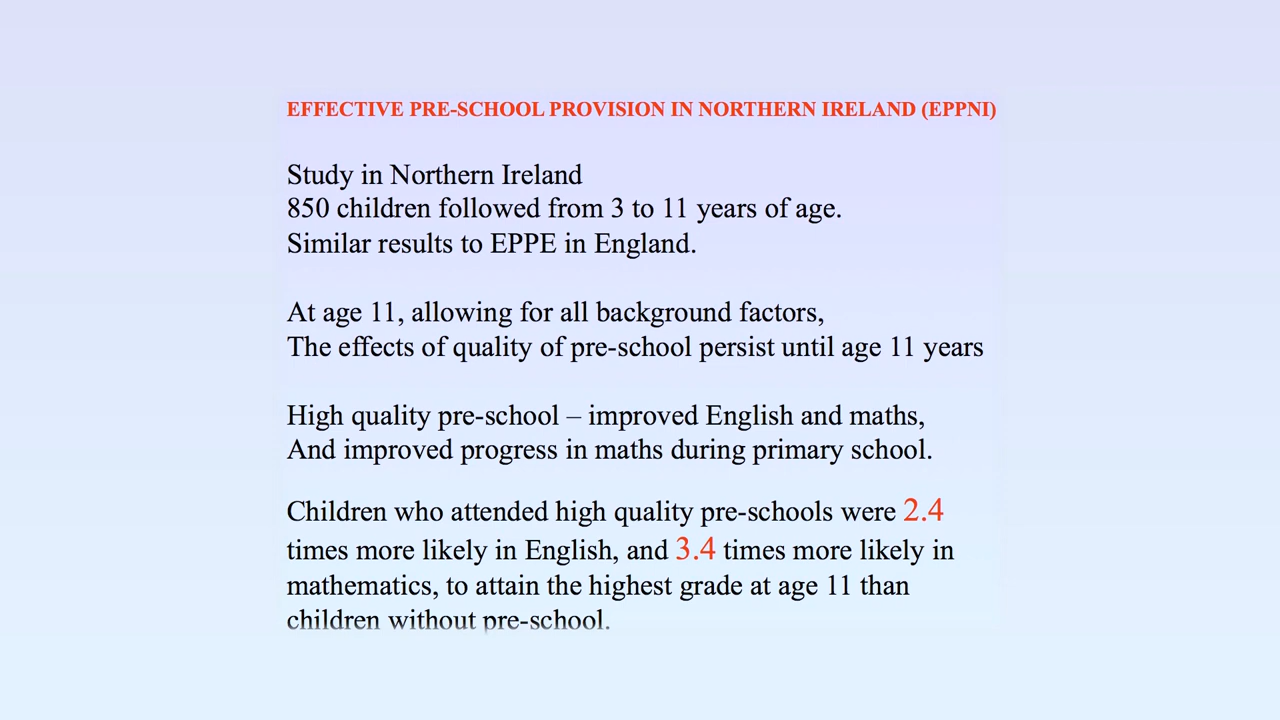 EFFECTIVE PRE-SCHOOL PROVISION IN NORTHERN IRELAND (EPPNI)
Study in Northern Ireland
850 children followed from 3 to 11 years of age.
Similar results to EPPE in England.
At age 11, allowing for all background factors,
The effects of quality of pre-school persist until age 11 years
High quality pre-school – improved English and maths,
And improved progress in maths during primary school.
Children who attended high quality pre-schools were 2.4
times more likely in English, and 3.4 times more likely in
mathematics, to attain the highest grade at age 11 than
children without pre-school.